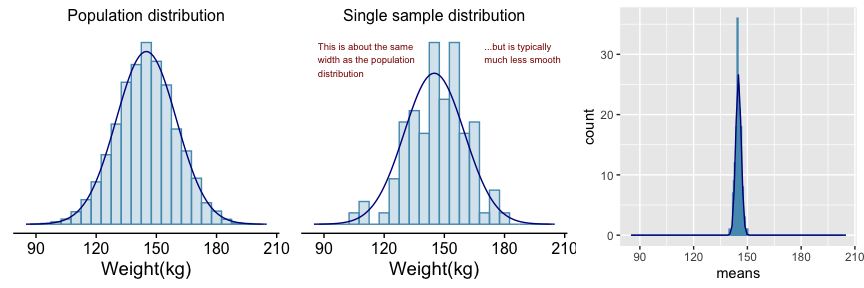 Population distribution
90 120 150 180 210
Weight(kg)
Single sample distribution
This is about the same
width as the population
distribution
...but is typically
much less smooth
90 120 150 180 210
Weight(kg)
count
30
20
10
0
90 120 150 180 210
means